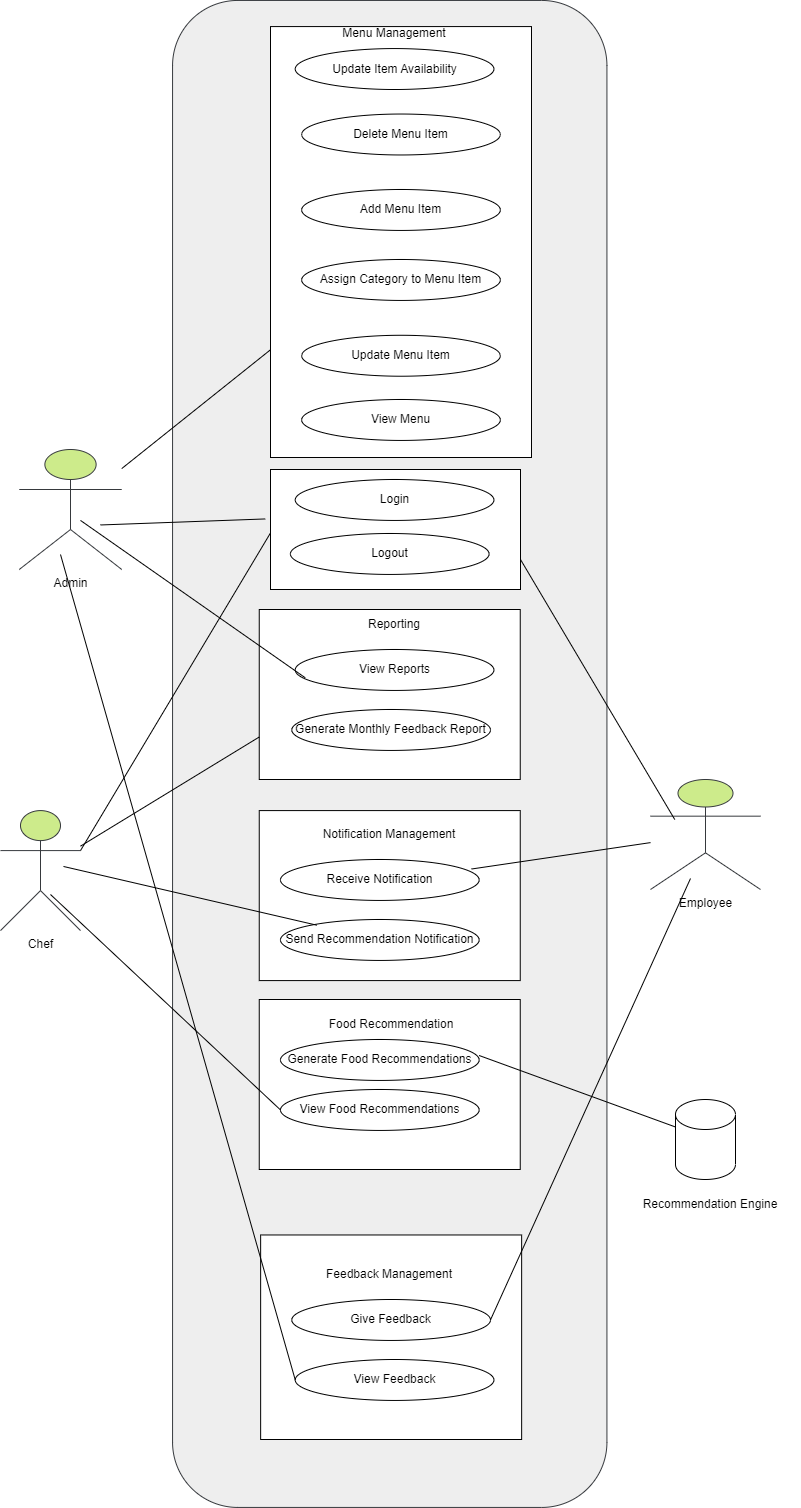 Menu Management
Update Item Availability
Delete Menu Item
Add Menu Item
Assign Category to Menu Item
Update Menu Item
View Menu
Login
Logout
Admin
Reporting
View Reports
Generate Monthly Feedback Report
Notification Management
Receive Notification
Send Recommendation Notification
Chef
Employee
Food Recommendation
Generate Food Recommendations
View Food Recommendations
Recommendation Engine
Feedback Management
Give Feedback
View Feedback